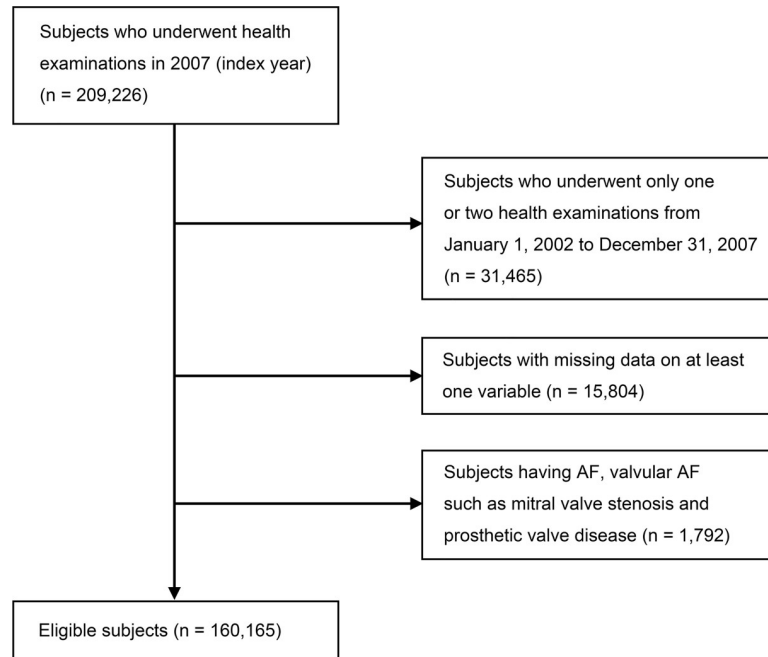 Subjects who underwent health
examinations in 2007 (index year)
(n = 209,226)
Subjects who underwent only one
or two health examinations from
January 1, 2002 to December 31, 2007
(n = 31,465)
Subjects with missing data on at least
one variable (n = 15,804)
Subjects having AF, valvular AF
such as mitral valve stenosis and
prosthetic valve disease (n = 1,792)
Eligible subjects (n = 160,165)